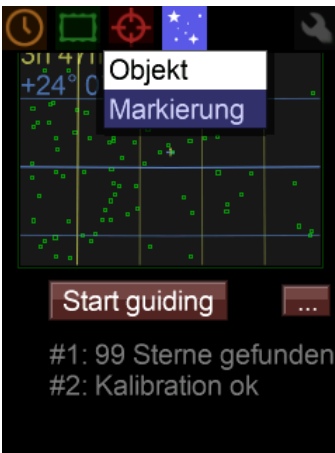 Objekt
+24°
Markierung
Start guiding
...
#1: 99 Sterne gefunden
#2: Kalibration ok